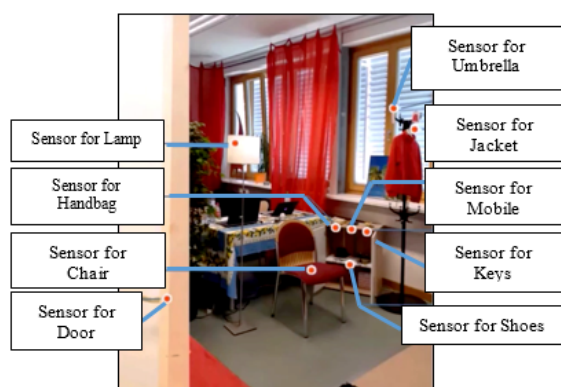 Sensor for
Umbrella
Sensor for Lamp
Sensor for
Jacket
Sensor for
Handbag
Sensor for
Mobile
Sensor for
Chair
Sensor for
Keys
Sensor for
Door
Sensor for Shoes